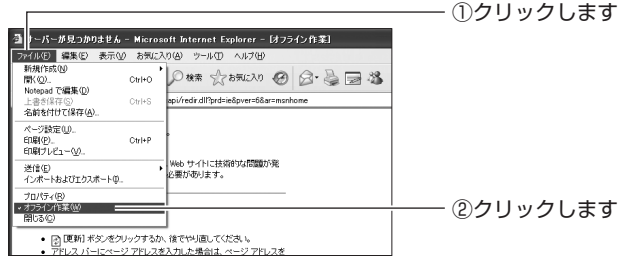 ①クリックします
サーバーが見つかりません - Microsoft Internet Explorer - [オフライン作業]
ファイル(F) 編集(E) 表示(V) お気に入り(A) ツール(T) ヘルプ(H)
新規作成(N)
開く(O)... Ctrl+O
Notepad で編集(D)
上書き保存(S) Ctrl+S
名前を付けて保存(A)...
検索 お気に入り
api/redir.dll?prd=ie&pver=6&ar=msnhome
ページ設定(U)...
印刷(P)... Ctrl+P
印刷プレビュー(V)...
送信(E)
インポートおよびエクスポート(I)...
Web サイトに技術的な問題が発
必要があります。
プロパティ(R)
✓オフライン作業(W)
②クリックします
閉じる(C)
• [更新] ボタンをクリックするか、後でやり直してください。
• アドレス バーにページ アドレスを入力した場合は、ページ アドレスを